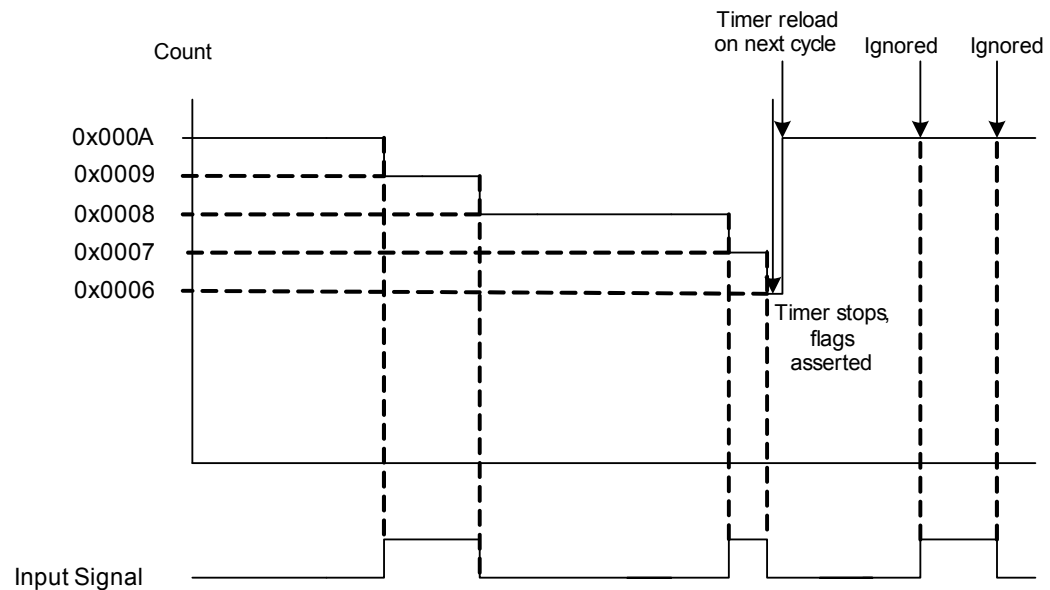 Timer reload
on next cycle
Ignored
Ignored
Count
0x000A
0x0009
0x0008
0x0007
0x0006
Timer stops,
flags
asserted
Input Signal